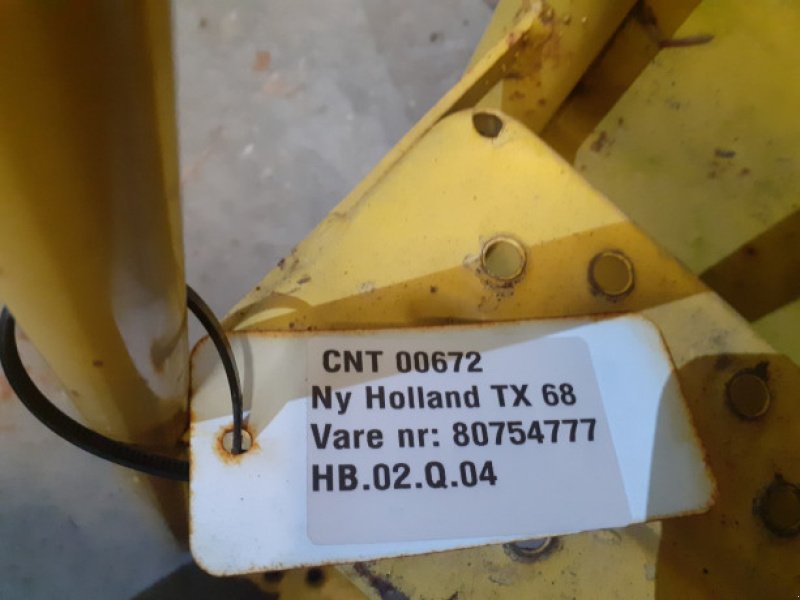 CNT 00672
Ny Holland TX 68
Vare nr: 80754777
HB.02.Q.04